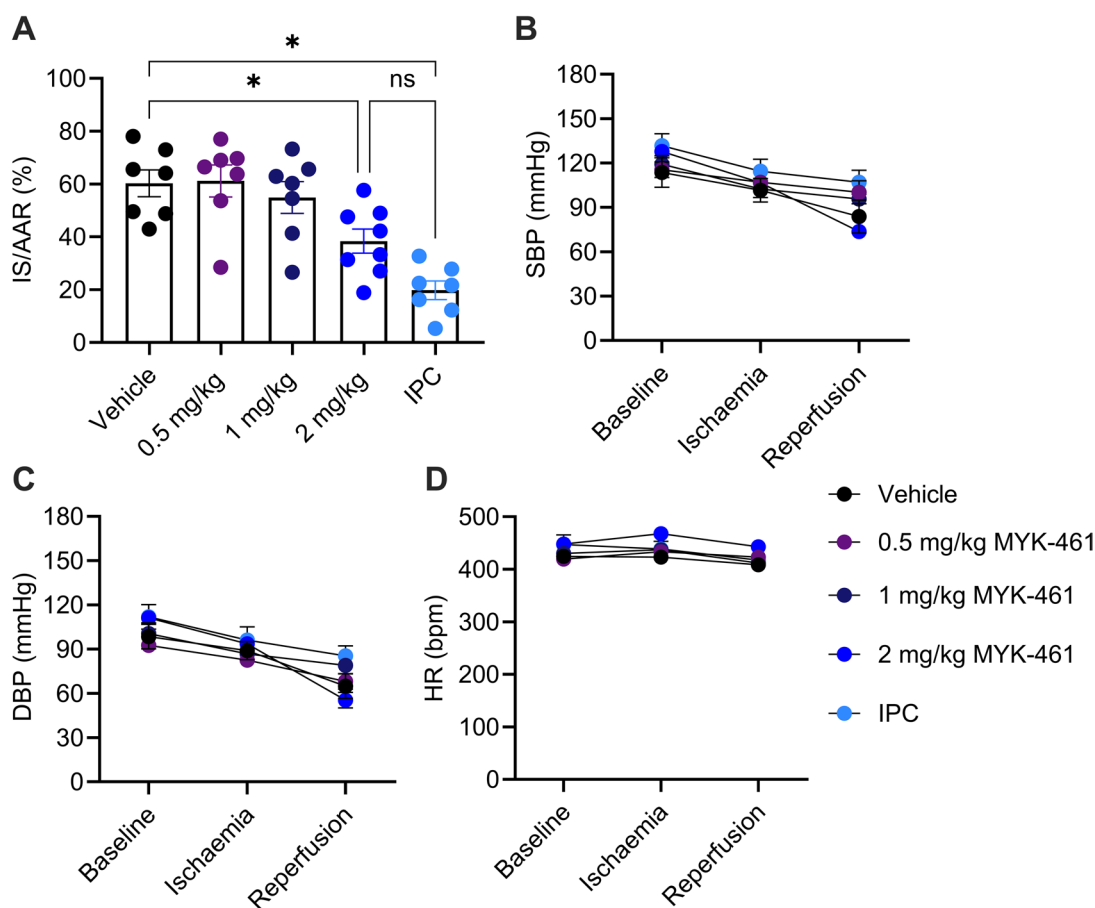 A
*
*
ns
IS/AAR (%)
100
80
60
40
20
0
Vehicle
0.5 mg/kg
1 mg/kg
2 mg/kg
IPC
B
SBP (mmHg)
180
150
120
90
60
30
0
Baseline
Ischaemia
Reperfusion
C
DBP (mmHg)
180
150
120
90
60
30
0
Baseline
Ischaemia
Reperfusion
D
HR (bpm)
500
400
300
200
100
0
Baseline
Ischaemia
Reperfusion
Vehicle
0.5 mg/kg MYK-461
1 mg/kg MYK-461
2 mg/kg MYK-461
IPC